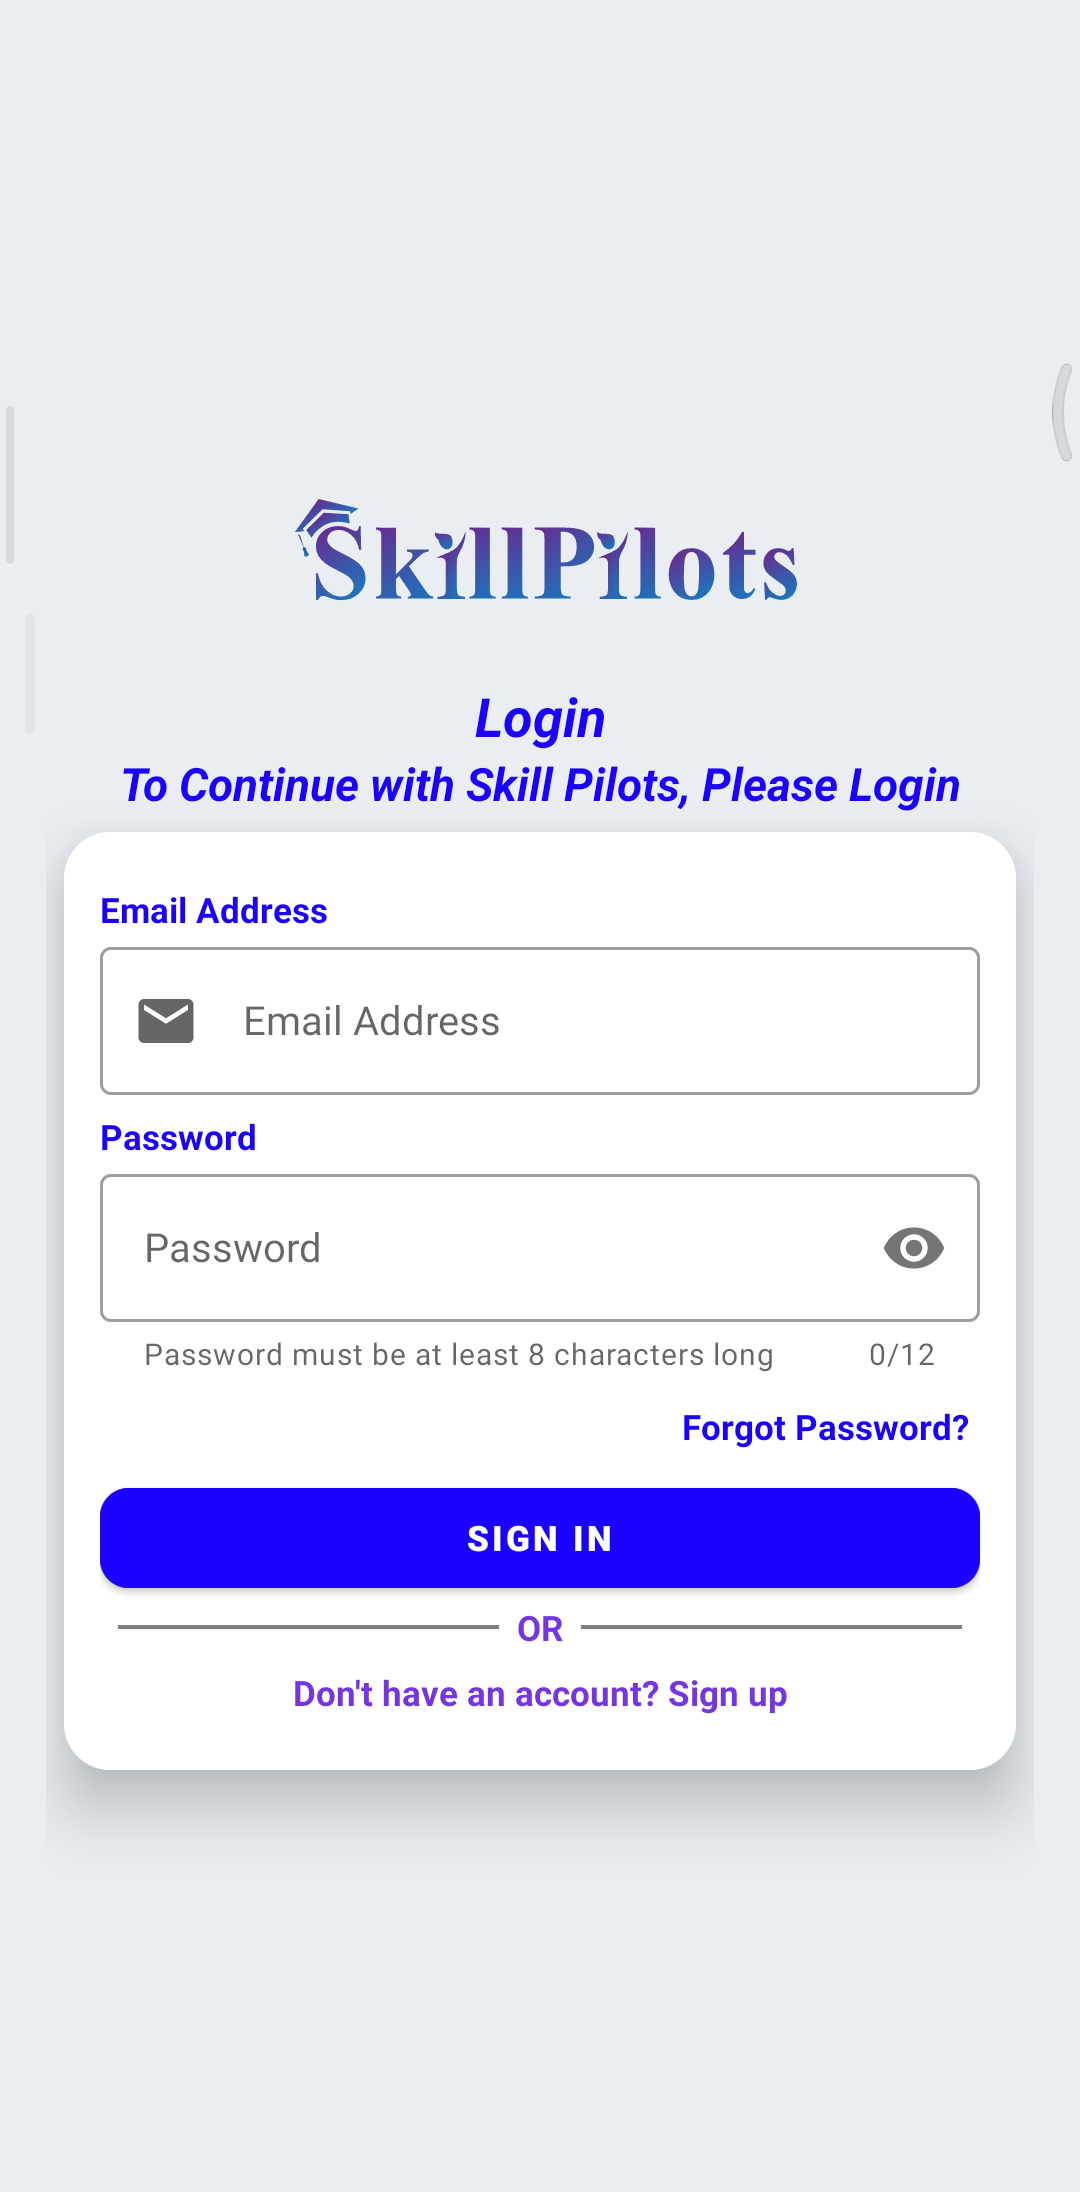 SkillPilots
Login
To Continue with Skill Pilots, Please Login
Email Address
Email Address
Password
Password
Password must be at least 8 characters long 0/12
Forgot Password?
SIGN IN
OR
Don't have an account? Sign up